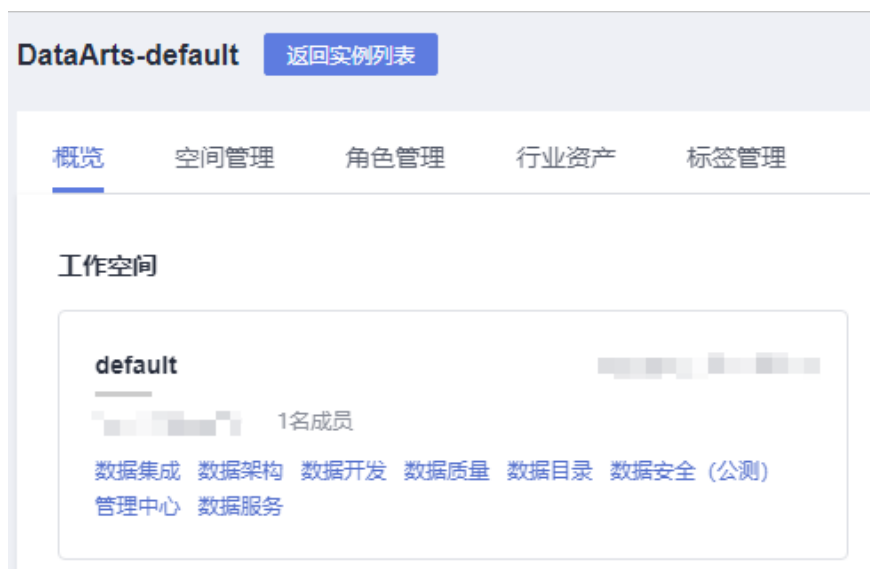 DataArts-default 返回实例列表
概览 空间管理 角色管理 行业资产 标签管理
工作空间
default
1名成员
数据集成 数据架构 数据开发 数据质量 数据目录 数据安全（公测）
管理中心 数据服务